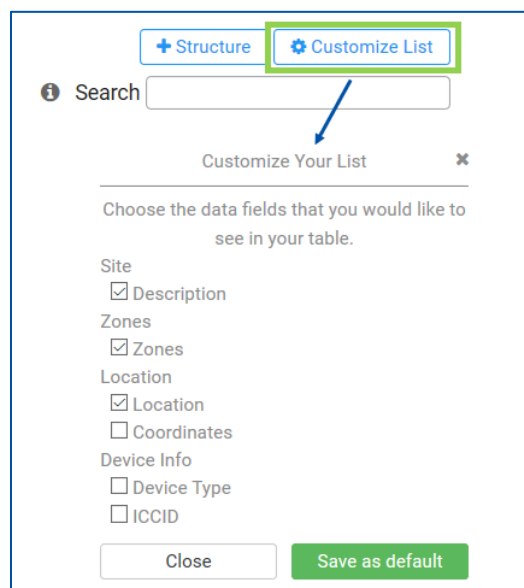 Structure
Customize List
Search
Customize Your List
Choose the data fields that you would like to
see in your table.
Site
Description
Zones
Zones
Location
Location
Coordinates
Device Info
Device Type
ICCID
Close
Save as default